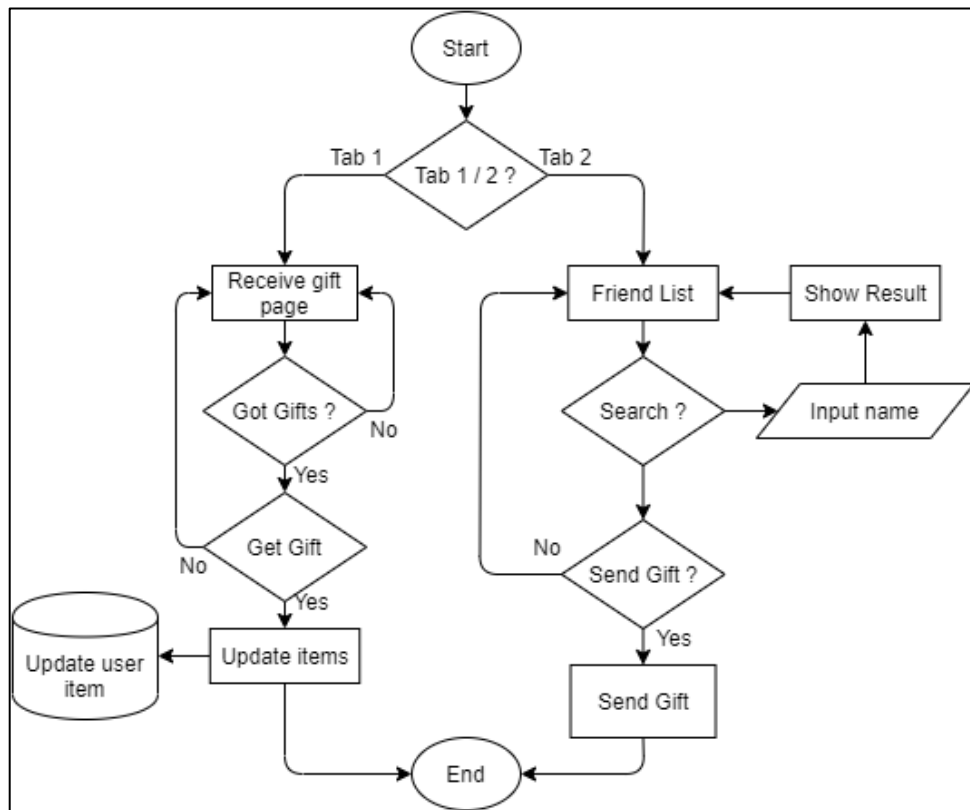 Start
Tab 1
Tab 1 / 2 ?
Tab 2
Receive gift
page
Friend List
Show Result
Got Gifts ?
No
Search ?
Input name
Yes
Get Gift
No
No
Send Gift ?
Yes
Yes
Update user
item
Update items
Send Gift
End